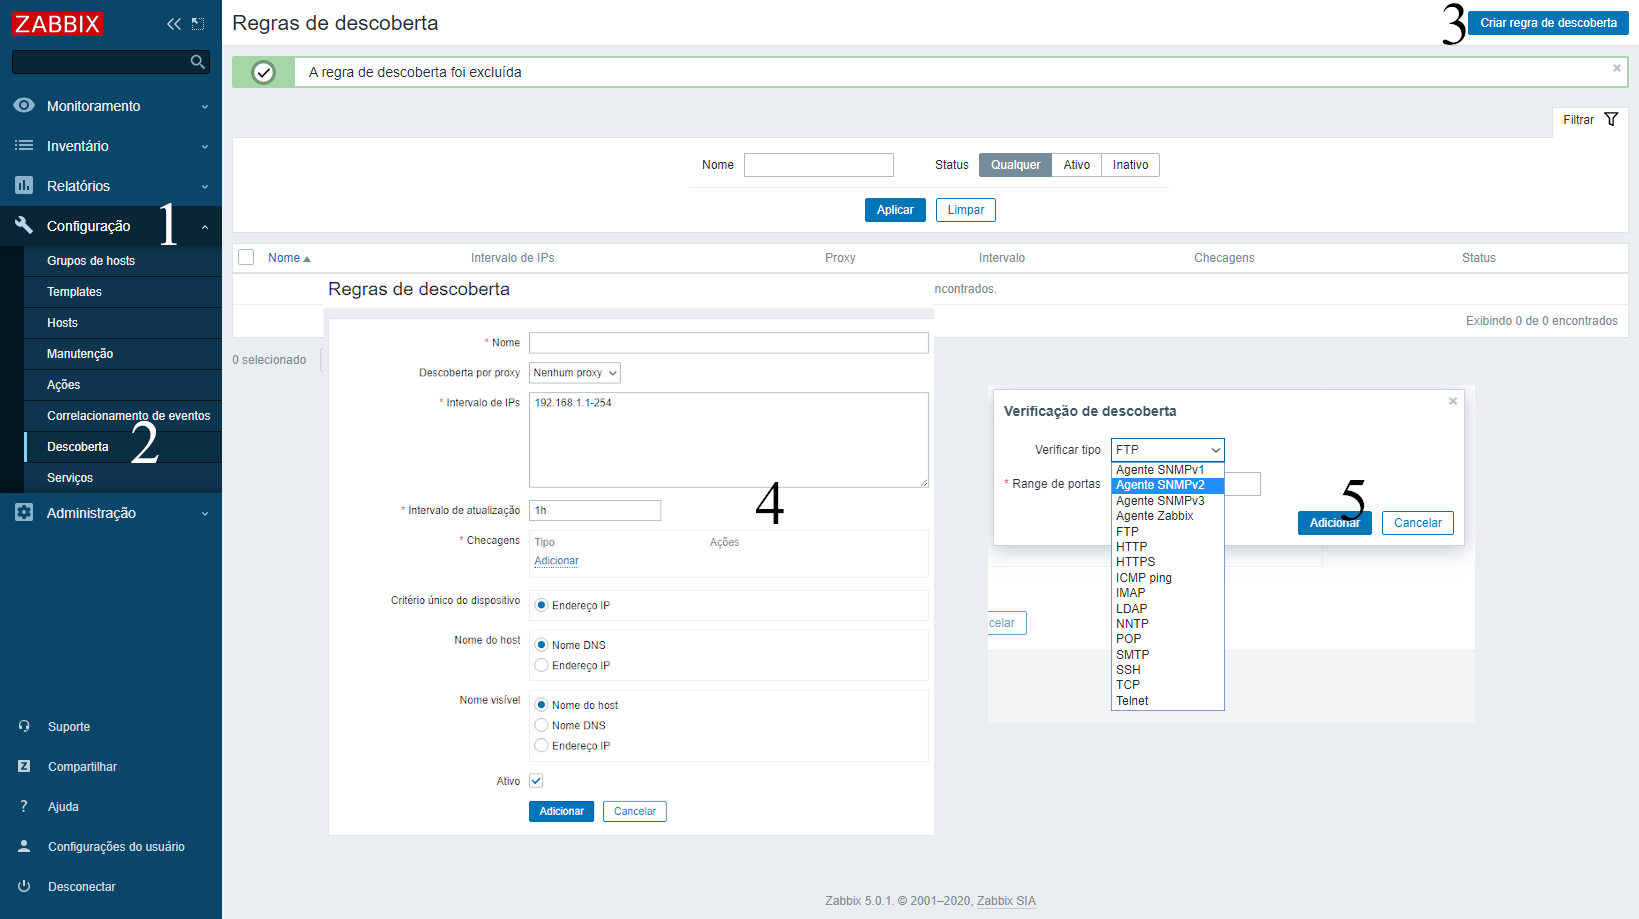 ZABBIX
Monitoramento
Inventário
Relatórios
Configuração
1
Grupos de hosts
Templates
Hosts
Manutenção
Ações
Correlacionamento de eventos
Descoberta
2
Serviços
Administração
Suporte
Compartilhar
Ajuda
Configurações do usuário
Desconectar
Regras de descoberta
3
Criar regra de descoberta
A regra de descoberta foi excluída
Filtrar
Nome
Status Qualquer Ativo Inativo
Aplicar Limpar
Nome Intervalo de IPs Proxy Intervalo Checagens Status
ncontrados.
Exibindo 0 de 0 encontrados
0 selecionado
Regras de descoberta
* Nome
Descoberta por proxy Nenhum proxy
* Intervalo de IPs 192.168.1.1-254
* Intervalo de atualização 1h
4
* Checagens Tipo Ações
Adicionar
Critério único do dispositivo Endereço IP
Nome do host Nome DNS
Endereço IP
Nome visível Nome do host
Nome DNS
Endereço IP
Ativo
Adicionar Cancelar
Verificação de descoberta
Verificar tipo FTP
* Range de portas
Agente SNMPv1
Agente SNMPv2
Agente SNMPv3
Agente Zabbix
FTP
HTTP
HTTPS
ICMP ping
IMAP
LDAP
NNTP
POP
SMTP
SSH
TCP
Telnet
5
Adicionar Cancelar
celar
Zabbix 5.0.1. © 2001–2020, Zabbix SIA